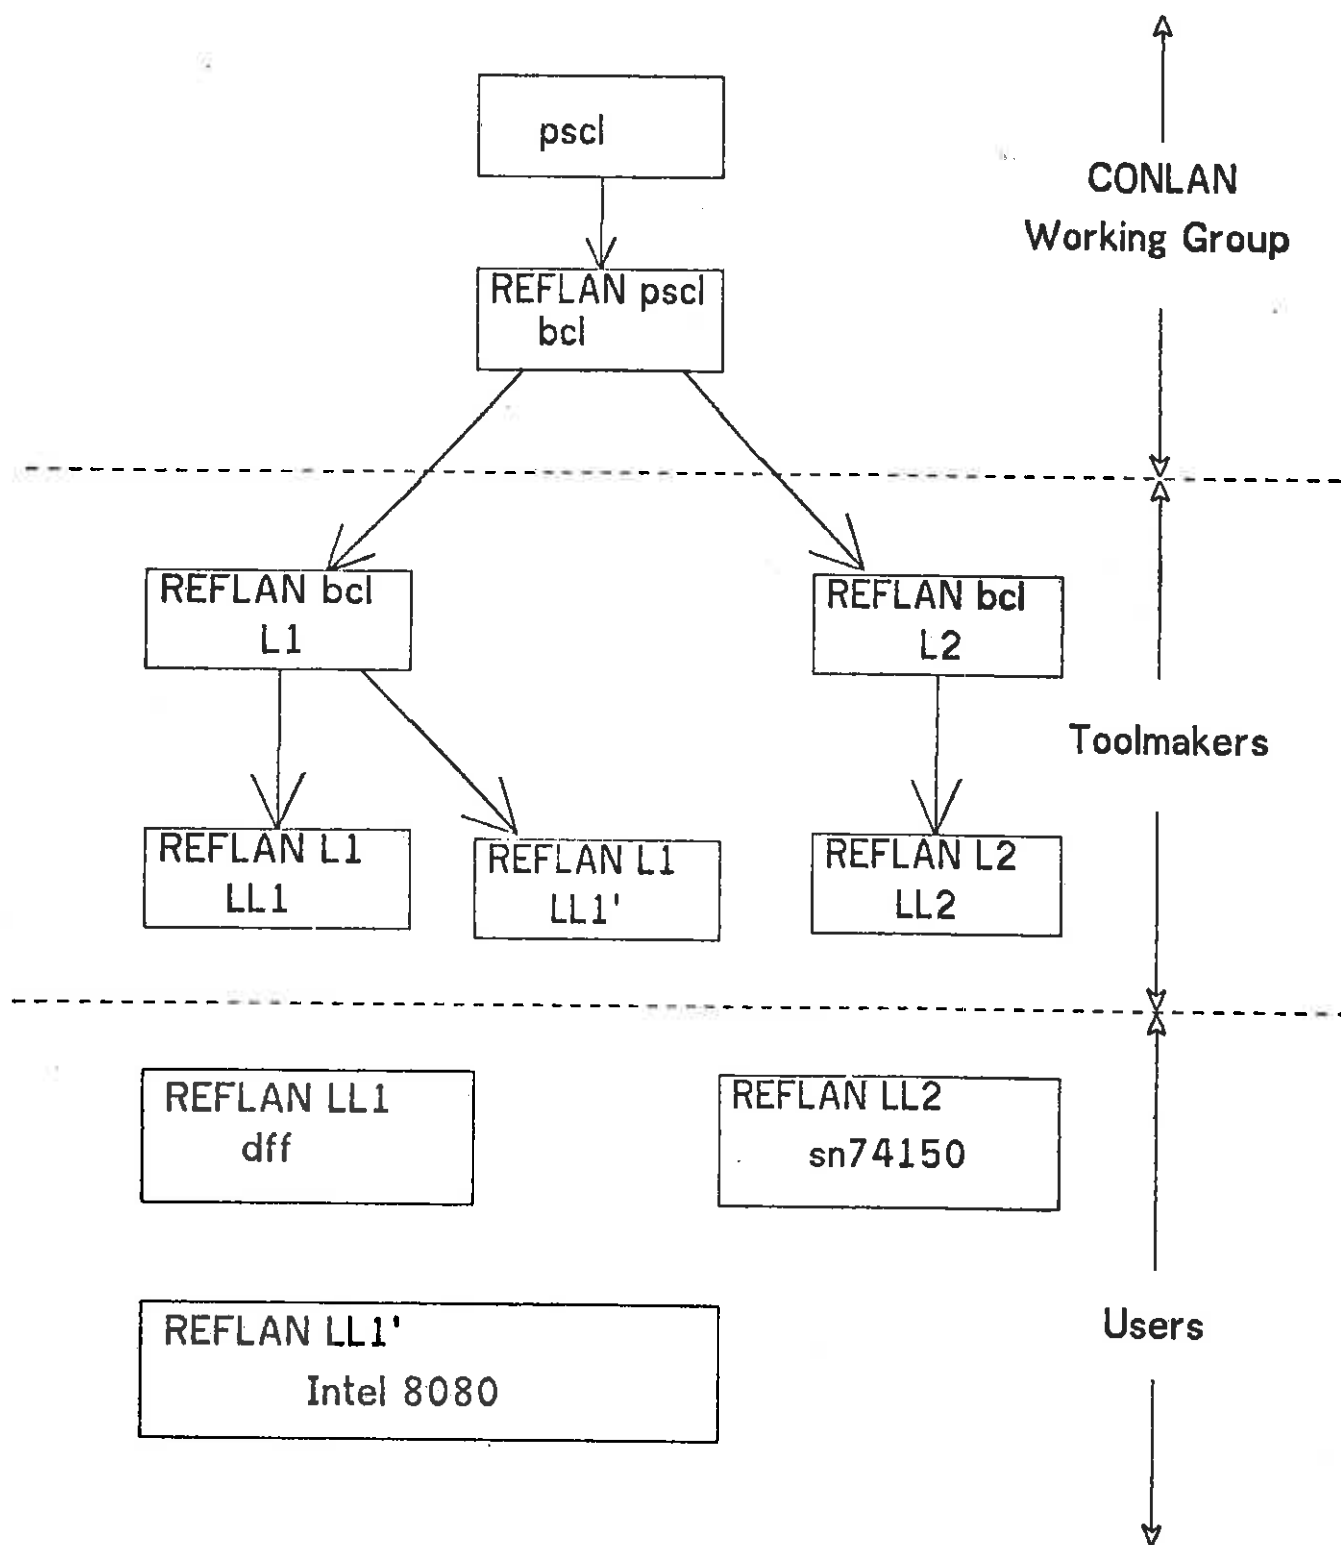 pscl
CONLAN
Working Group
REFLAN pscl
bcl
REFLAN bcl
L1
REFLAN bcl
L2
Toolmakers
REFLAN L1
LL1
REFLAN L1
LL1'
REFLAN L2
LL2
REFLAN LL1
dff
REFLAN LL2
sn74150
REFLAN LL1'
Intel 8080
Users